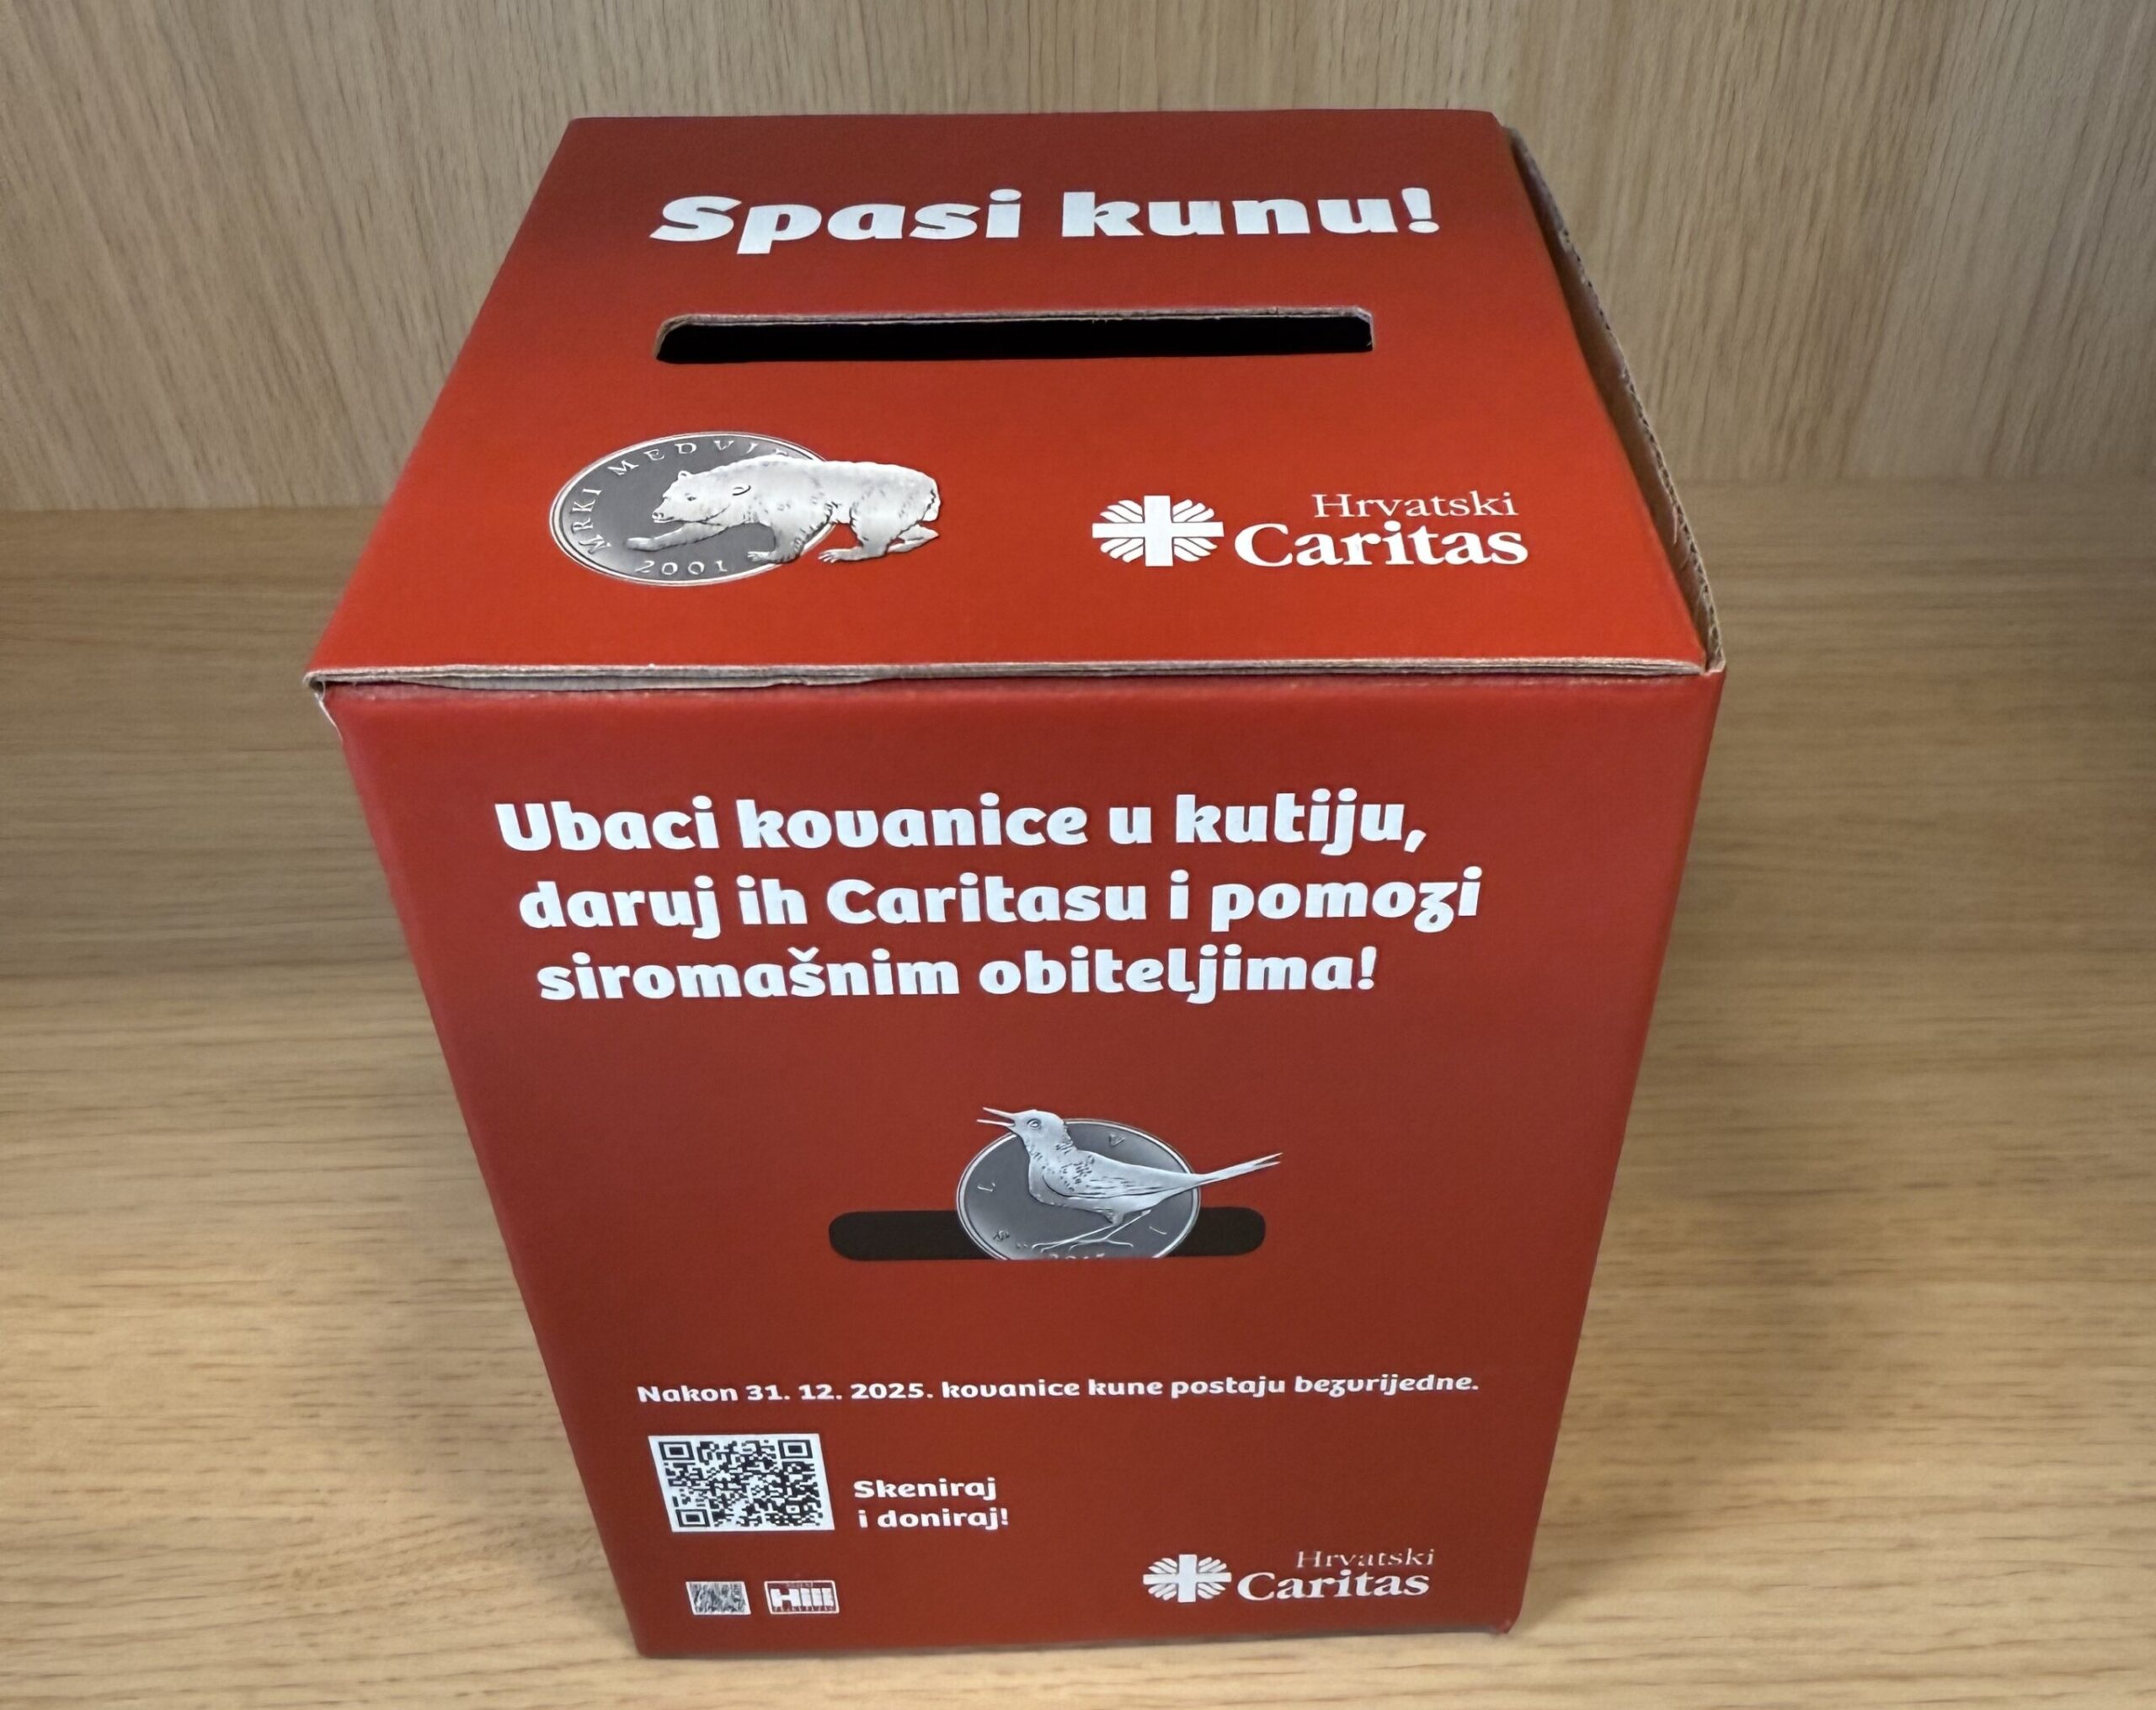 Spasi kunu!
MRKI
2001
Hrvatski
Caritas
Ubaci kovanice u kutiju,
daruj ih Caritasu i pomozi
siromašnim obiteljima!
Nakon 31. 12. 2025. kovanice kune postaju bezvrijedne.
Skeniraj
i doniraj!
Hrvatski
Caritas